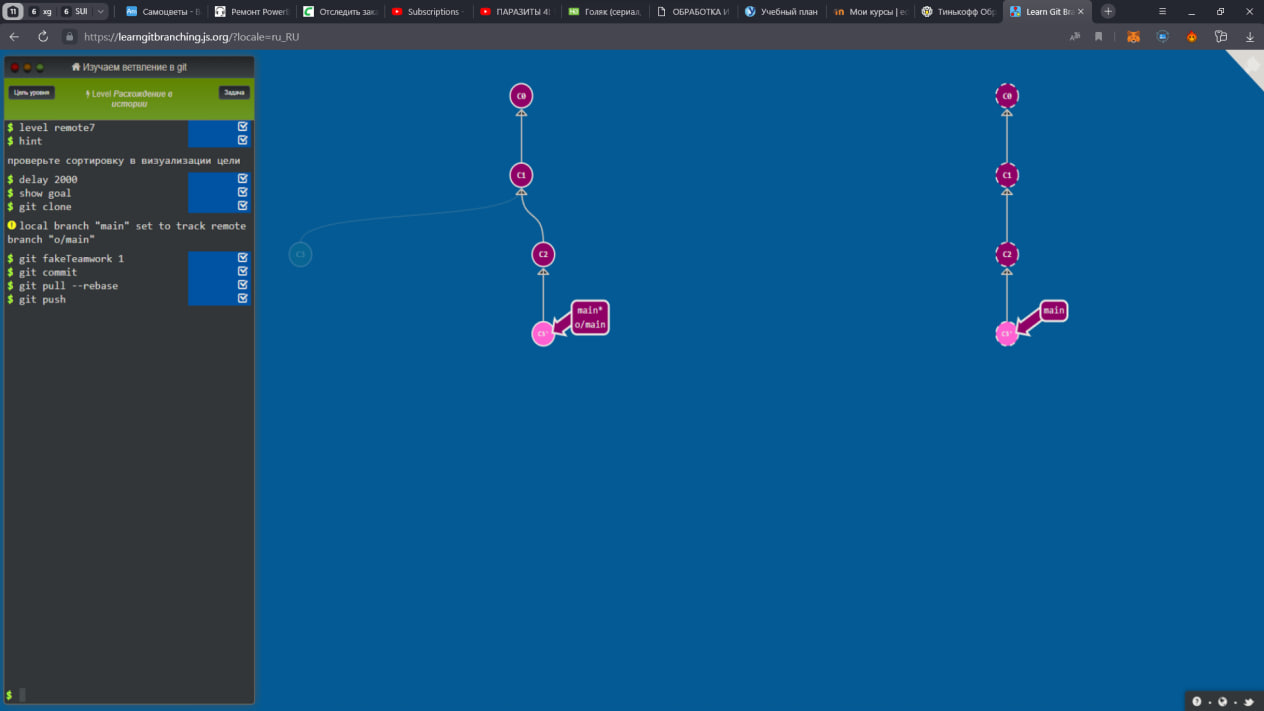 11 6 xg 6 SUI Самоцветы - В Ремонт Power Отследить зака Subscriptions - ПАРАЗИТЫ 4! Голяк (сериал, ОБРАБОТКА И Учебный план Мои курсы | ес Тинькофф Обр Learn Git Bra
https://learngitbranching.js.org/?locale=ru_RU
Изучаем ветвление в git
Цель уровня
Level Расхождение в
истории
Задача
$ level remote7
$ hint
проверьте сортировку в визуализации цели
$ delay 2000
$ show goal
$ git clone
local branch "main" set to track remote
branch "o/main"
$ git fakeTeamwork 1
$ git commit
$ git pull --rebase
$ git push
$
C0
C1
C3
C2
C3'
main*
o/main
C0
C1
C2
C3'
main